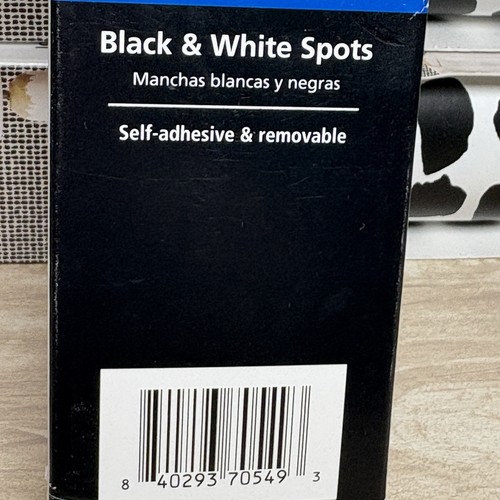 Black & White Spots
Manchas blancas y negras
Self-adhesive & removable
8 40293 70549 3